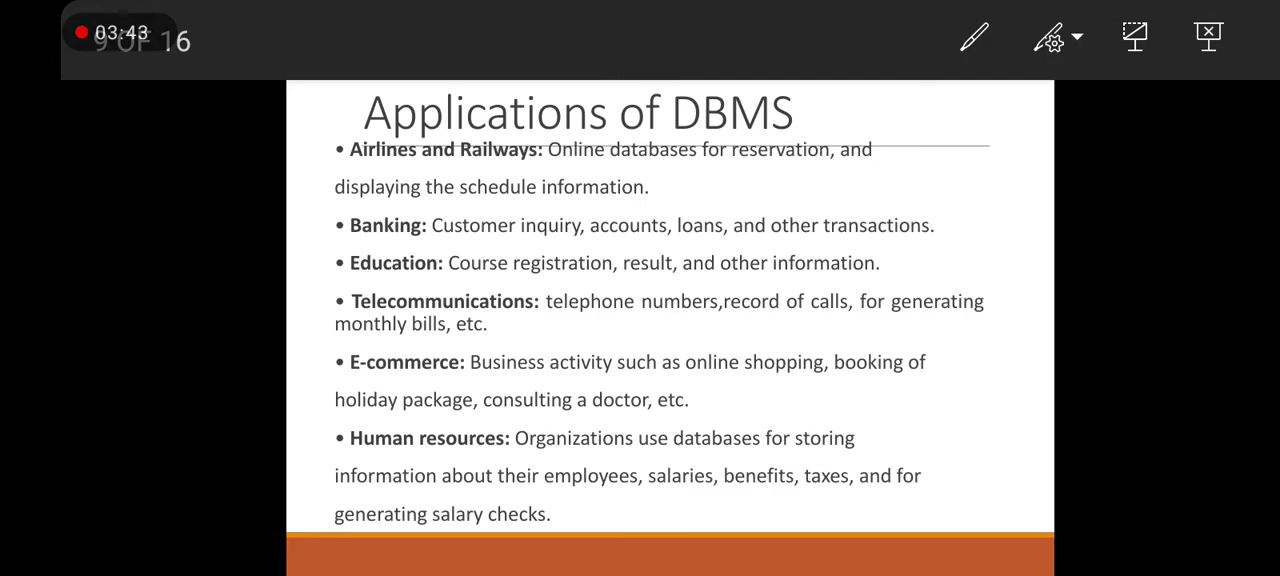 03:43
9 OF 16
Applications of DBMS
• Airlines and Railways: Online databases for reservation, and
displaying the schedule information.
• Banking: Customer inquiry, accounts, loans, and other transactions.
• Education: Course registration, result, and other information.
• Telecommunications: telephone numbers,record of calls, for generating
monthly bills, etc.
• E-commerce: Business activity such as online shopping, booking of
holiday package, consulting a doctor, etc.
• Human resources: Organizations use databases for storing
information about their employees, salaries, benefits, taxes, and for
generating salary checks.